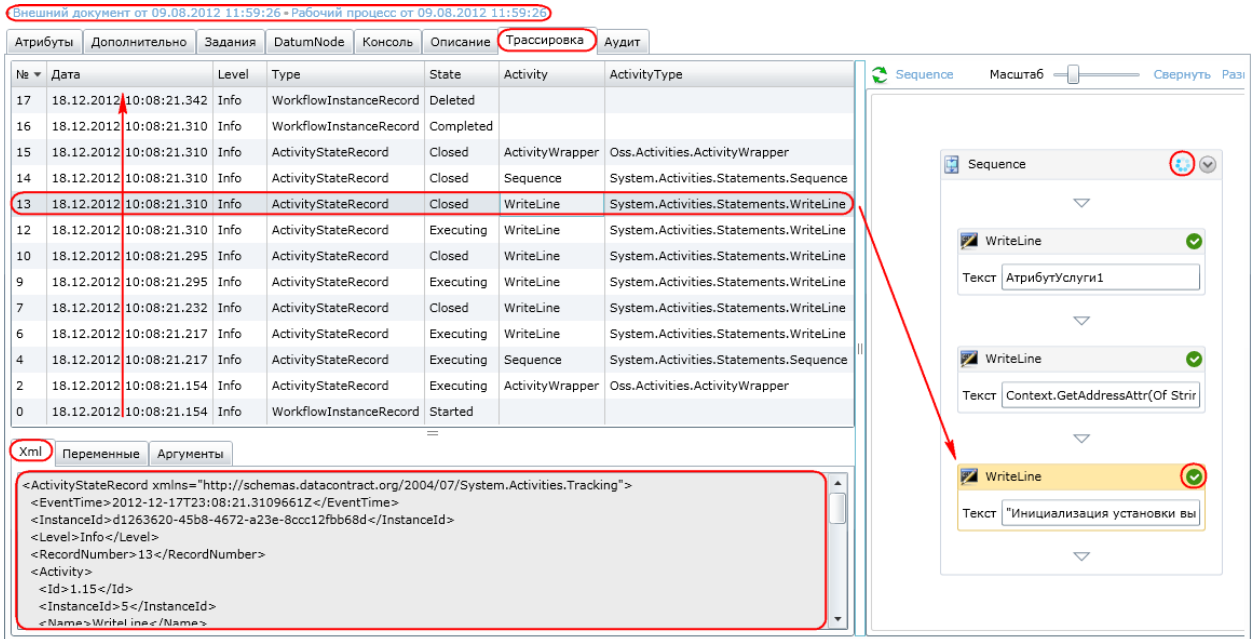 Внешний документ от 09.08.2012 11:59:26 • Рабочий процесс от 09.08.2012 11:59:26
Атрибуты Дополнительно Задания DatumNode Консоль Описание Трассировка Аудит
№ Дата Level Type State Activity ActivityType
17 18.12.2012 10:08:21.342 Info WorkflowInstanceRecord Deleted
16 18.12.2012 10:08:21.310 Info WorkflowInstanceRecord Completed
15 18.12.2012 10:08:21.310 Info ActivityStateRecord Closed ActivityWrapper Oss.Activities.ActivityWrapper
14 18.12.2012 10:08:21.310 Info ActivityStateRecord Closed Sequence System.Activities.Statements.Sequence
13 18.12.2012 10:08:21.310 Info ActivityStateRecord Closed WriteLine System.Activities.Statements.WriteLine
12 18.12.2012 10:08:21.310 Info ActivityStateRecord Executing WriteLine System.Activities.Statements.WriteLine
10 18.12.2012 10:08:21.295 Info ActivityStateRecord Closed WriteLine System.Activities.Statements.WriteLine
9 18.12.2012 10:08:21.295 Info ActivityStateRecord Executing WriteLine System.Activities.Statements.WriteLine
7 18.12.2012 10:08:21.232 Info ActivityStateRecord Closed WriteLine System.Activities.Statements.WriteLine
6 18.12.2012 10:08:21.217 Info ActivityStateRecord Executing WriteLine System.Activities.Statements.WriteLine
4 18.12.2012 10:08:21.217 Info ActivityStateRecord Executing Sequence System.Activities.Statements.Sequence
2 18.12.2012 10:08:21.154 Info ActivityStateRecord Executing ActivityWrapper Oss.Activities.ActivityWrapper
0 18.12.2012 10:08:21.154 Info WorkflowInstanceRecord Started
Xml Переменные Аргументы
<ActivityStateRecord xmlns="http://schemas.datacontract.org/2004/07/System.Activities.Tracking">
<EventTime>2012-12-17T23:08:21.3109661Z</EventTime>
<InstanceId>d1263620-45b8-4672-a23e-8ccc12fbb68d</InstanceId>
<Level>Info</Level>
<RecordNumber>13</RecordNumber>
<Activity>
<Id>1.15</Id>
<InstanceId>5</InstanceId>
<Name>WriteLine</Name>
Sequence Масштаб Свернуть Разв
Sequence
WriteLine
Текст АтрибутУслуги1
WriteLine
Текст Context.GetAddressAttr(Of Strin
WriteLine
Текст "Инициализация установки вы